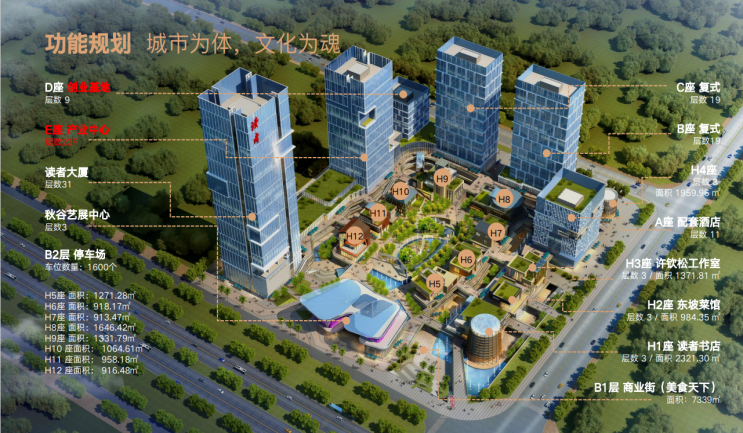 功能规划 城市为体，文化为魂
D座 创业基地
层数 9
E座 产业中心
读者大厦
层数31
秋谷艺展中心
层数3
B2层 停车场
车位数量：1600个
H5座 面积：1271.28㎡
H6座 面积：918.17㎡
H7座 面积：913.47㎡
H8座 面积：1646.42㎡
H9座 面积：1331.79㎡
H10 座面积： 1064.61㎡
H11 座面积： 958.18㎡
H12 座面积： 916.48㎡
读者
H10
H9
H8
H11
H12
H7
H6
H5
C座 复式
层数 19
B座 复式
层数19
H4座
面积 1959.96㎡
A座 配套酒店
层数 11
H3座 许钦松工作室
层数 3 / 面积 1371.81㎡
H2座 东坡菜馆
层数 3 / 面积 984.35㎡
H1座 读者书店
层数 3 / 面积 2321.30㎡
B1层 商业街（美食天下）
面积：7339㎡